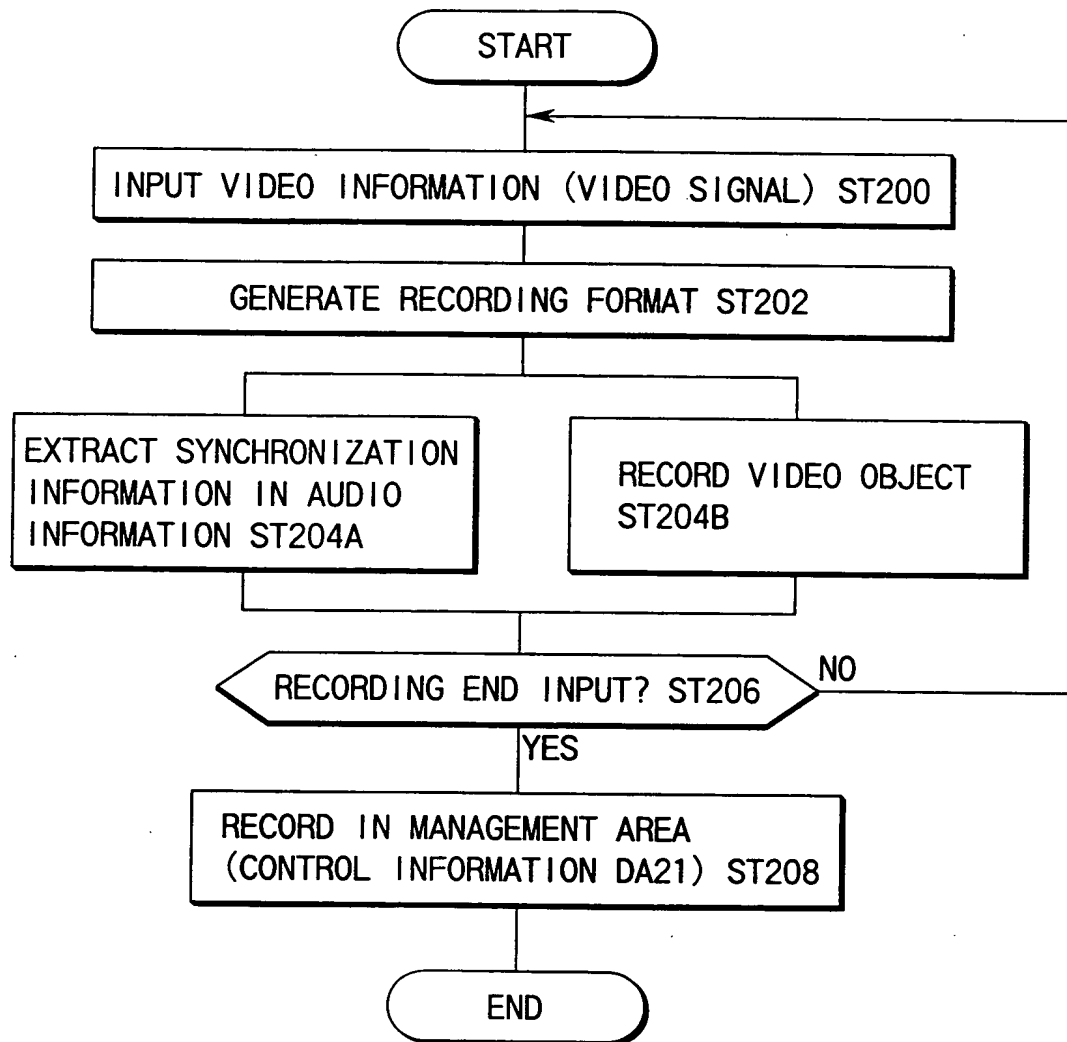 START
INPUT VIDEO INFORMATION (VIDEO SIGNAL) ST200
GENERATE RECORDING FORMAT ST202
EXTRACT SYNCHRONIZATION
INFORMATION IN AUDIO
INFORMATION ST204A
RECORD VIDEO OBJECT
ST204B
RECORDING END INPUT? ST206
NO
YES
RECORD IN MANAGEMENT AREA
(CONTROL INFORMATION DA21) ST208
END